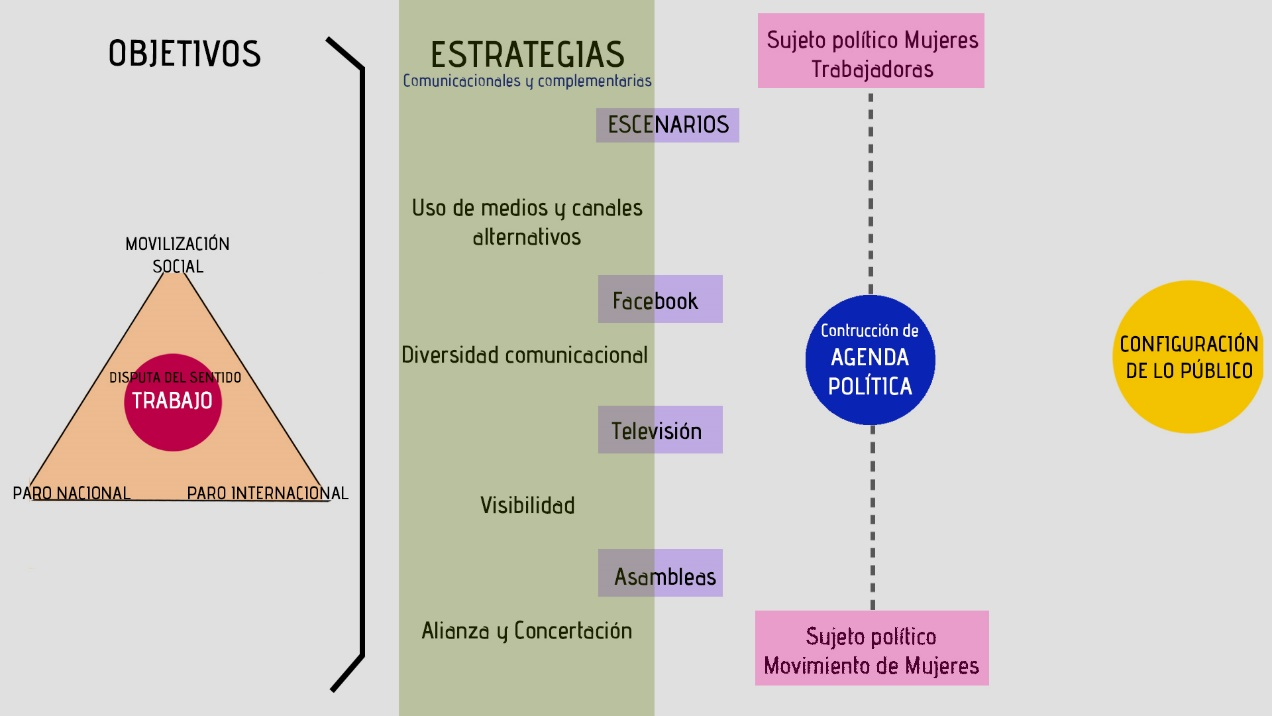 OBJETIVOS
MOVILIZACIÓN
SOCIAL
DISPUTA DEL SENTIDO
TRABAJO
PARO NACIONAL
PARO INTERNACIONAL
ESTRATEGIAS
Comunicacionales y complementarias
ESCENARIOS
Uso de medios y canales
alternativos
Facebook
Diversidad comunicacional
Televisión
Visibilidad
Asambleas
Alianza y Concertación
Sujeto político Mujeres
Trabajadoras
Contrucción de
AGENDA
POLÍTICA
Sujeto político
Movimiento de Mujeres
CONFIGURACIÓN
DE LO PÚBLICO